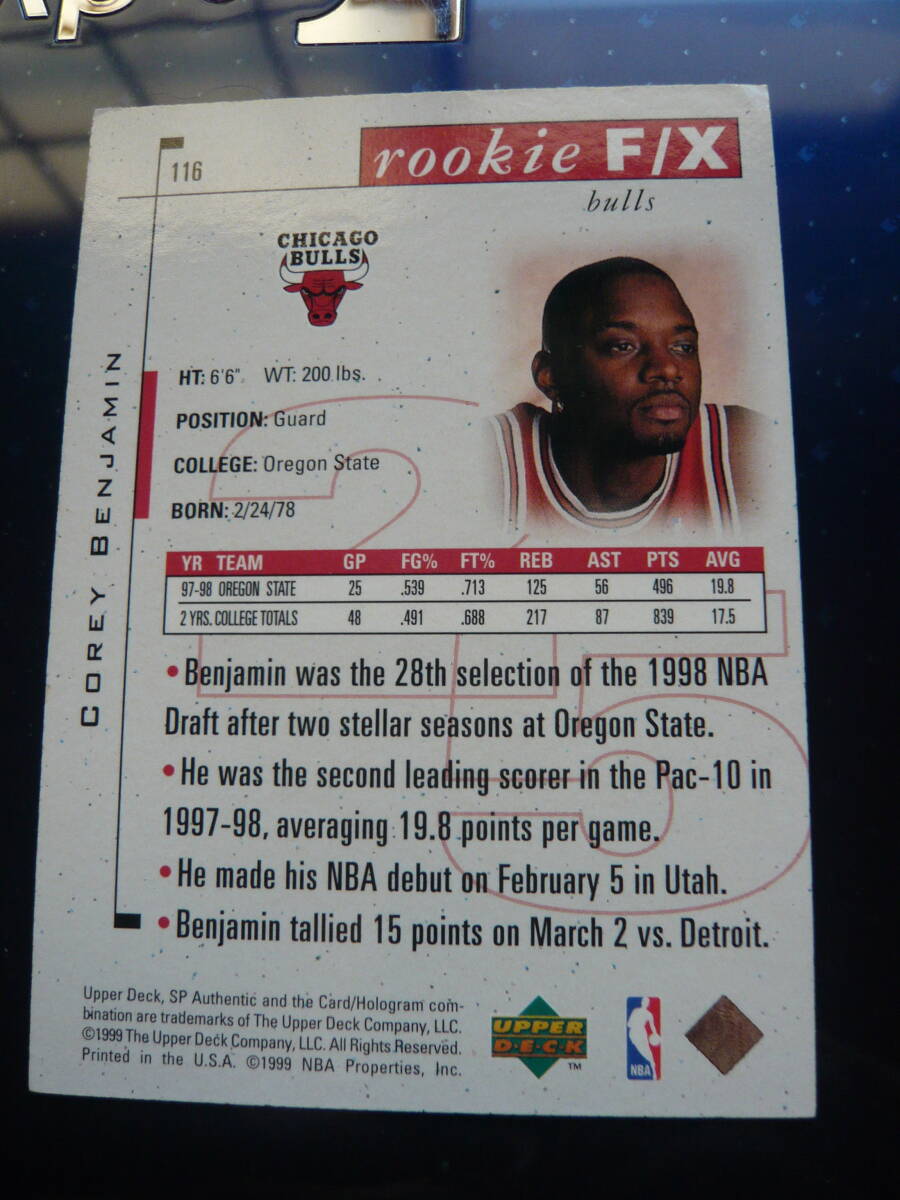 116
rookie F/X
bulls
CHICAGO
BULLS
COREY BENJAMIN
HT: 6'6". WT: 200 lbs.
POSITION: Guard
COLLEGE: Oregon State
BORN: 2/24/78
25
YR TEAM GP FG% FT% REB AST PTS AVG
97-98 OREGON STATE 25 .539 .713 125 56 496 19.8
2 YRS. COLLEGE TOTALS 48 .491 .688 217 87 839 17.5
• Benjamin was the 28th selection of the 1998 NBA
Draft after two stellar seasons at Oregon State.
• He was the second leading scorer in the Pac-10 in
1997-98, averaging 19.8 points per game.
• He made his NBA debut on February 5 in Utah.
• Benjamin tallied 15 points on March 2 vs. Detroit.
Upper Deck, SP Authentic and the Card/Hologram com-
bination are trademarks of The Upper Deck Company, LLC.
©1999 The Upper Deck Company, LLC. All Rights Reserved.
Printed in the U.S.A. ©1999 NBA Properties, Inc.
UPPER
D·E·C·K
TM
NBA